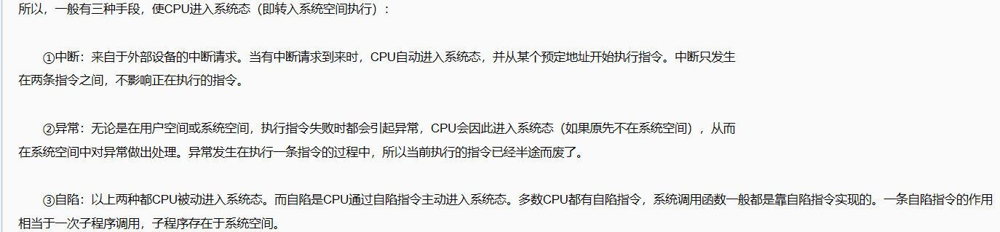 所以，一般有三种手段，使CPU进入系统态（即转入系统空间执行）：
①中断：来自于外部设备的中断请求。当有中断请求到来时，CPU自动进入系统态，并从某个预定地址开始执行指令。中断只发生
在两条指令之间，不影响正在执行的指令。
②异常：无论是在用户空间或系统空间，执行指令失败时都会引起异常，CPU会因此进入系统态（如果原先不在系统空间），从而
在系统空间中对异常做出处理。异常发生在执行一条指令的过程中，所以当前执行的指令已经半途而废了。
③自陷：以上两种都CPU被动进入系统态。而自陷是CPU通过自陷指令主动进入系统态。多数CPU都有自陷指令，系统调用函数一般都是靠自陷指令实现的。一条自陷指令的作用
相当于一次子程序调用，子程序存在于系统空间。